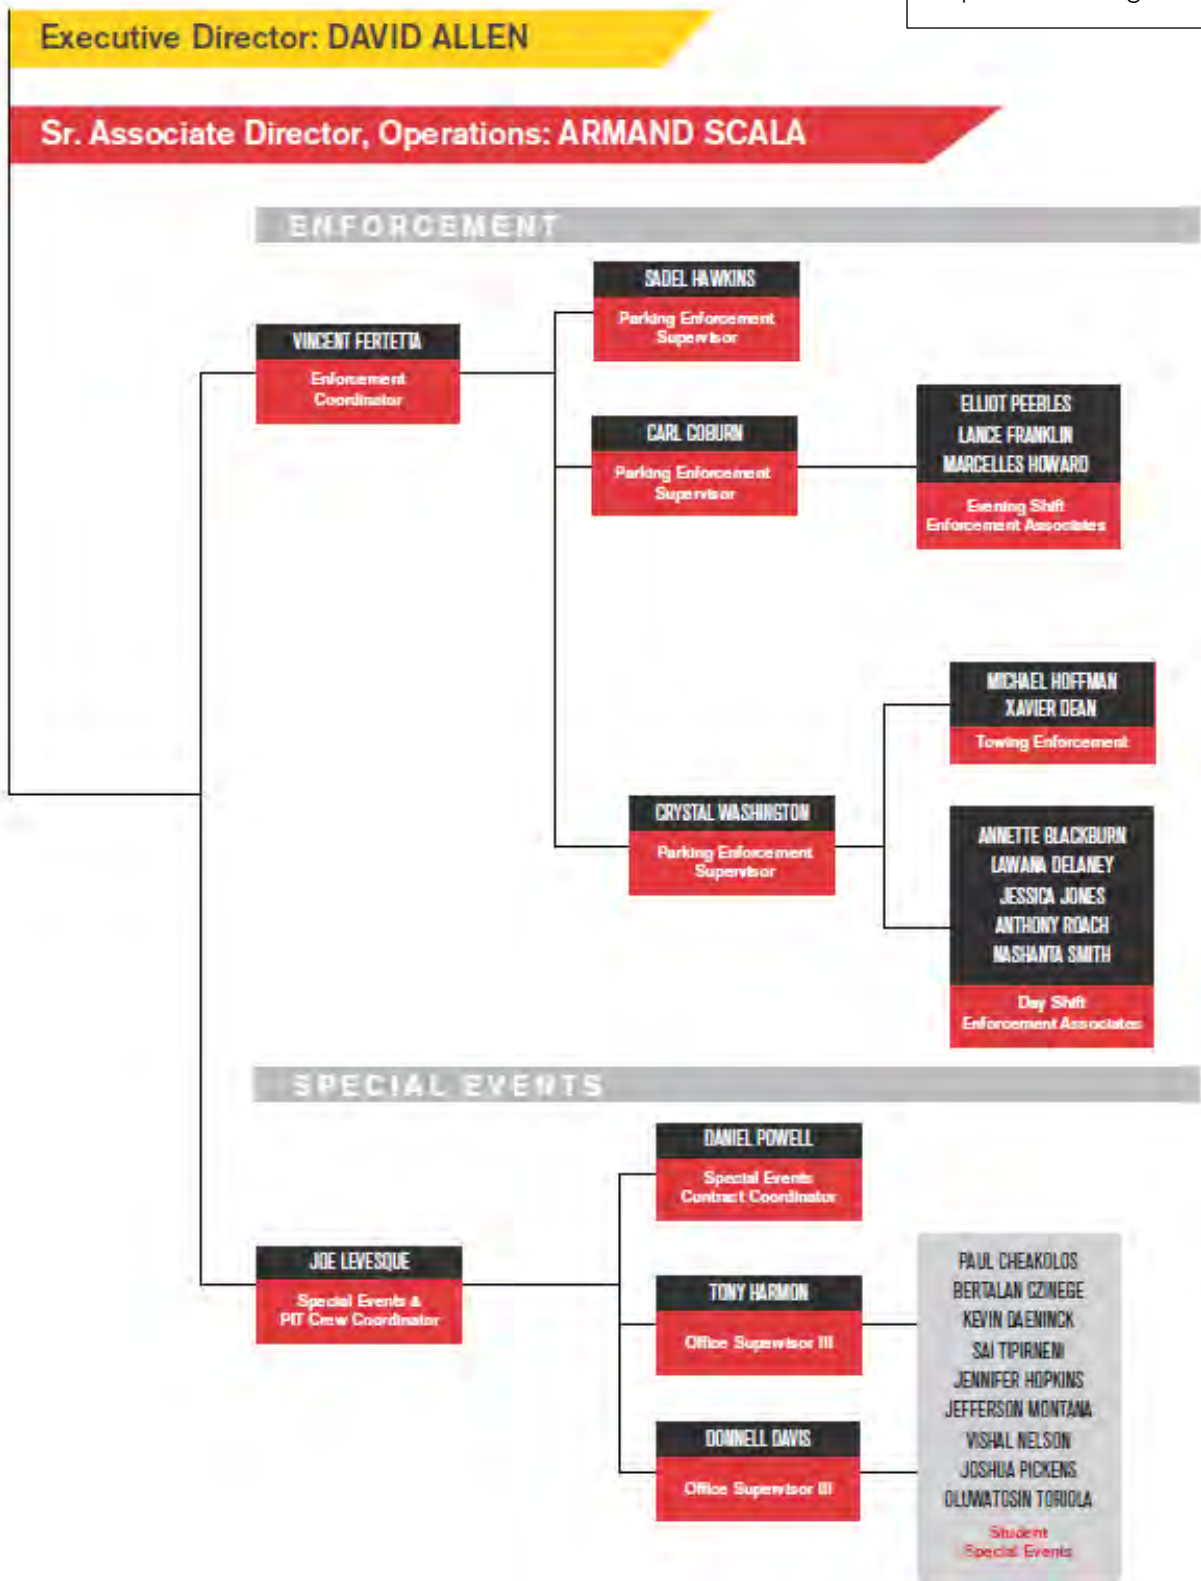 Executive Director: DAVID ALLEN
Sr. Associate Director, Operations: ARMAND SCALA
ENFORCEMENT
SADEL HAWKINS
Parking Enforcement
Supervisor
VINCENT FERTETTA
Enforcement
Coordinator
CARL COBURN
Parking Enforcement
Supervisor
ELLIOT PEEBLES
LANCE FRANKLIN
MARCELLES HOWARD
Evening Shift
Enforcement Associates
MICHAEL HOFFMAN
XAVIER DEAN
Towing Enforcement
CRYSTAL WASHINGTON
Parking Enforcement
Supervisor
ANNETTE BLACKBURN
LAWANA DELANEY
JESSICA JONES
ANTHONY ROACH
NASHANTA SMITH
Day Shift
Enforcement Associates
SPECIAL EVENTS
DANIEL POWELL
Special Events
Contract Coordinator
JOE LEVESQUE
Special Events &
PIT Crew Coordinator
TONY HARMON
Office Supervisor III
DONNELL DAVIS
Office Supervisor III
PAUL CHEAKOLOS
BERTALAN CZINEGE
KEVIN DAENINCK
SAI TIPIRNENI
JENNIFER HOPKINS
JEFFERSON MONTANA
VISHAL NELSON
JOSHUA PICKENS
OLUWATOSIN TORIOLA
Student
Special Events